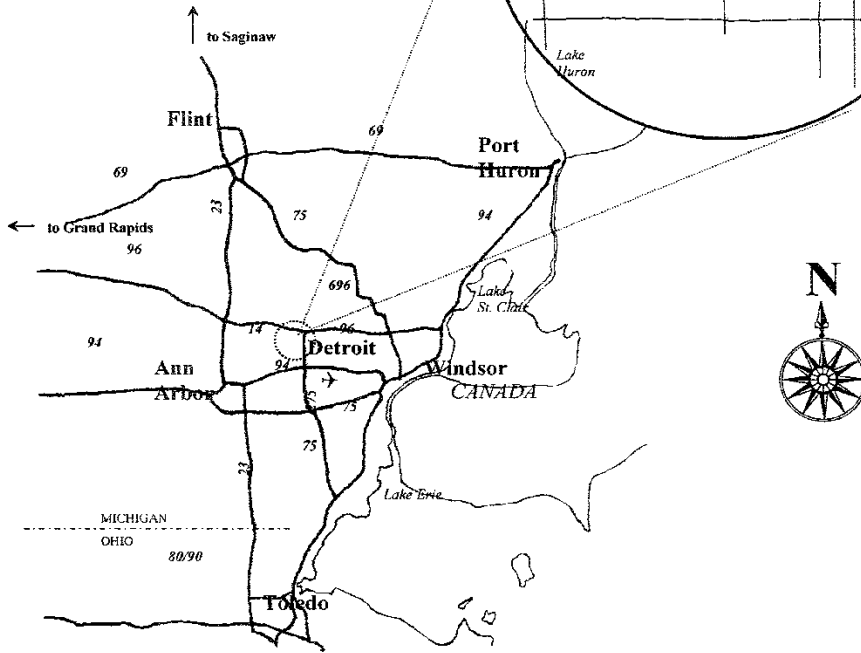 to Saginaw
Lake
Huron
Flint
69
Port
Huron
69
23
75
94
to Grand Rapids
96
696
Lake
St. Clair
N
14
96
94
Detroit
94
Ann
Arbor
Windsor
CANADA
75
75
75
23
Lake Erie
MICHIGAN
OHIO
80/90
Toledo